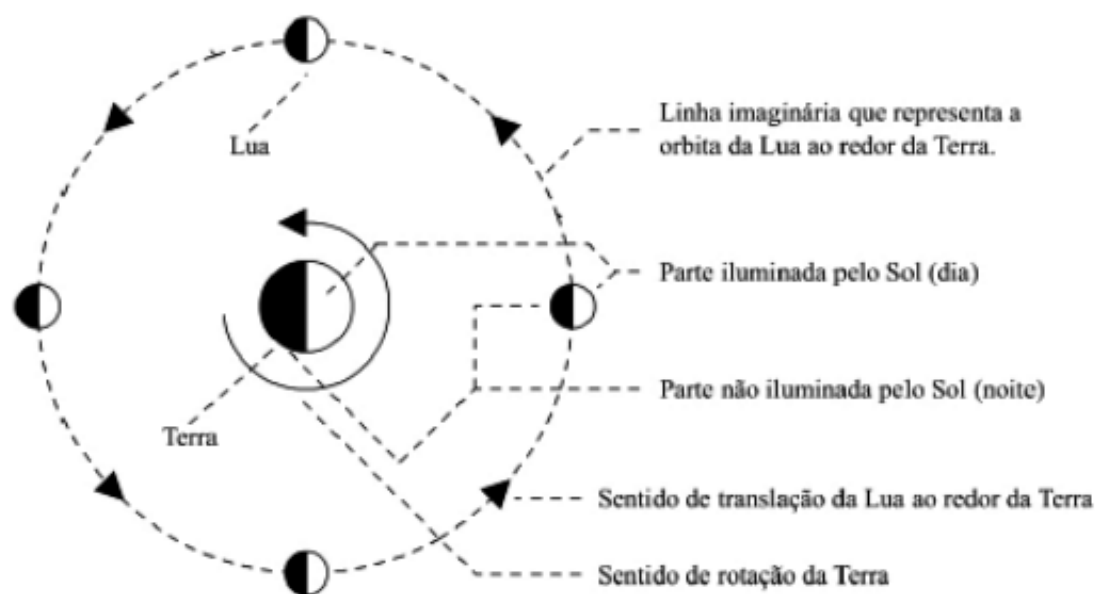 Lua
Linha imaginária que representa a
orbita da Lua ao redor da Terra.
Parte iluminada pelo Sol (dia)
Parte não iluminada pelo Sol (noite)
Terra
Sentido de translação da Lua ao redor da Terra
Sentido de rotação da Terra